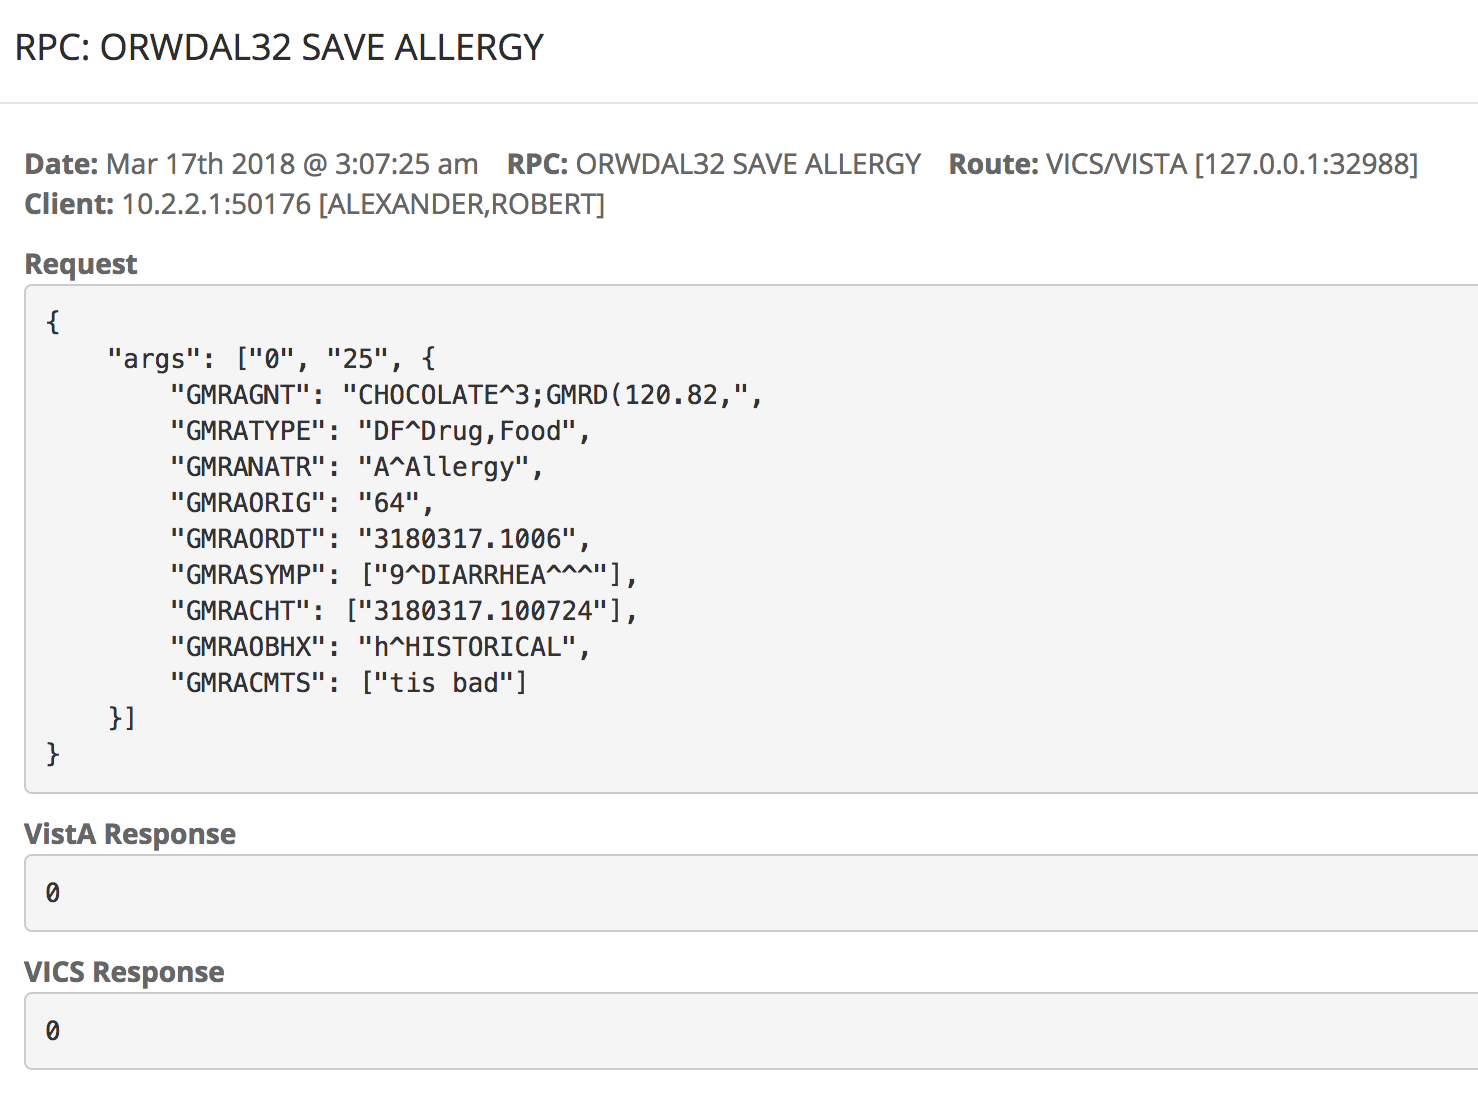 RPC: ORWDAL32 SAVE ALLERGY
Date: Mar 17th 2018 @ 3:07:25 am RPC: ORWDAL32 SAVE ALLERGY Route: VICS/VISTA [127.0.0.1:32988]
Client: 10.2.2.1:50176 [ALEXANDER,ROBERT]
Request
{
    "args": ["0", "25", {
        "GMRAGNT": "CHOCOLATE^3;GMRD(120.82,",
        "GMRATYPE": "DF^Drug,Food",
        "GMRANATR": "A^Allergy",
        "GMRAORIG": "64",
        "GMRAORDT": "3180317.1006",
        "GMRASYMP": ["9^DIARRHEA^^^"],
        "GMRACHT": ["3180317.100724"],
        "GMRAOBHX": "h^HISTORICAL",
        "GMRACMTS": ["tis bad"]
    }]
}
VistA Response
0
VICS Response
0